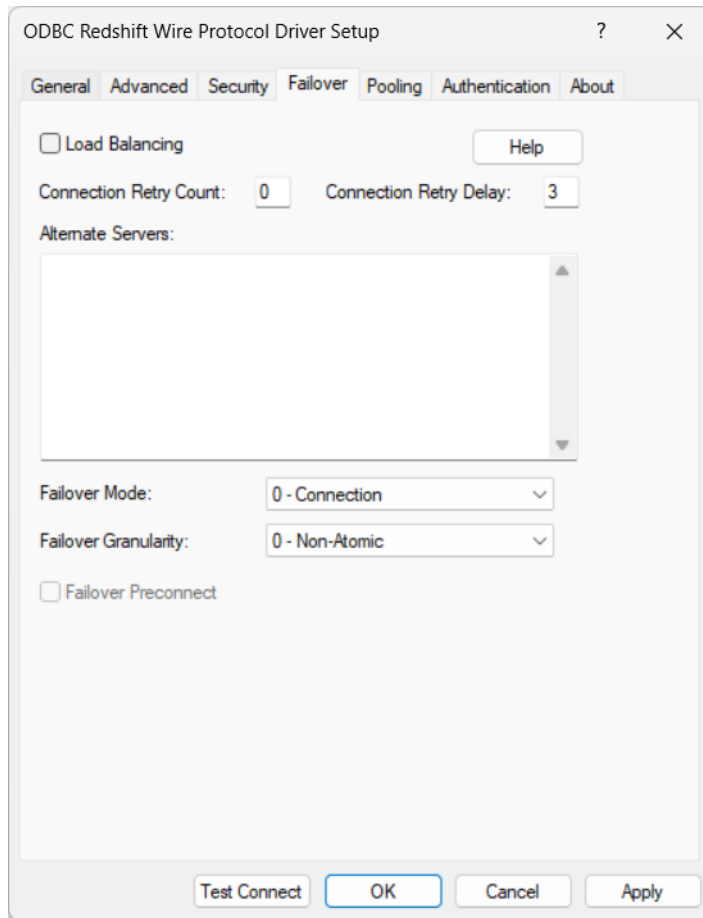 ODBC Redshift Wire Protocol Driver Setup ?
General Advanced Security Failover Pooling Authentication About
Load Balancing Help
Connection Retry Count: 0 Connection Retry Delay: 3
Alternate Servers:
Failover Mode: 0 - Connection
Failover Granularity: 0 - Non-Atomic
Failover Preconnect
Test Connect OK Cancel Apply